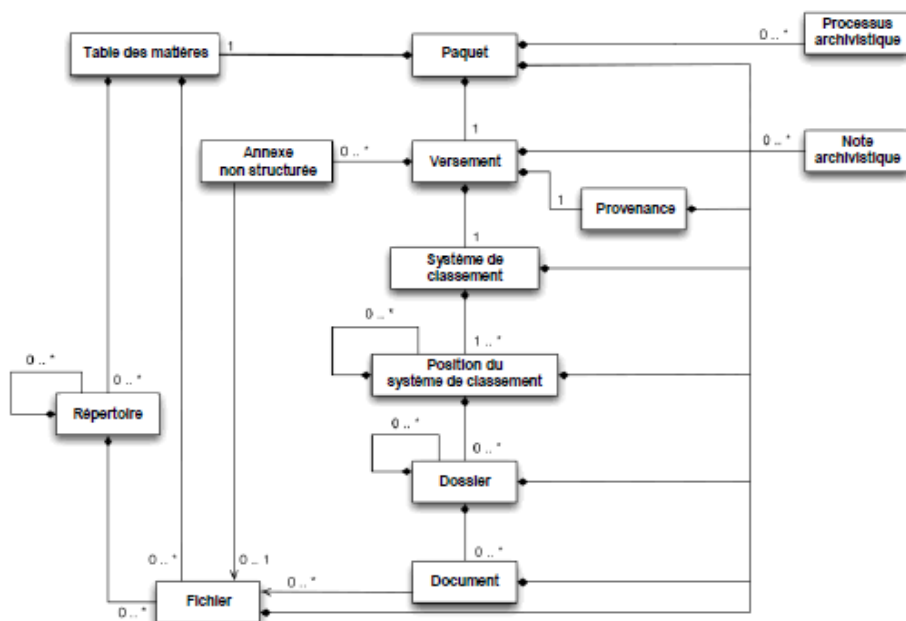 Processus
archivistique
0 .. *
Table des matières
1
Paquet
1
Annexe
non structurée
0 .. *
Versement
0 .. *
Note
archivistique
1
Provenance
1
Système de
classement
0 .. *
1 .. *
Position du
système de classement
0 .. *
0 .. *
Répertoire
0 .. *
0 .. *
Dossier
0 .. *
0 .. *
0 .. 1
0 .. *
Document
Fichier
0 .. *